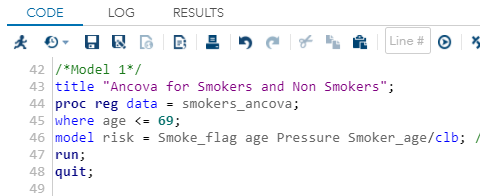 CODE LOG RESULTS
Line #
42 /*Model 1*/
43 title "Ancova for Smokers and Non Smokers";
44 proc reg data = smokers_ancova;
45 where age <= 69;
46 model risk = Smoke_flag age Pressure Smoker_age/clb; /
47 run;
48 quit;
49